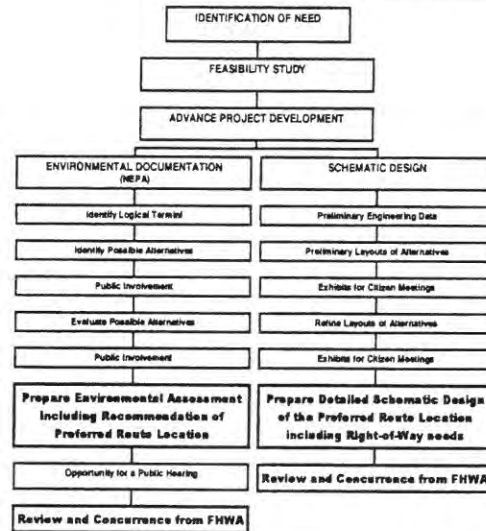 IDENTIFICATION OF NEED
FEASIBILITY STUDY
ADVANCE PROJECT DEVELOPMENT
ENVIRONMENTAL DOCUMENTATION
(NEPA)
Identify Logical Termini
Identify Possible Alternatives
Public Involvement
Evaluate Possible Alternatives
Public Involvement
Prepare Environmental Assessment
Including Recommendation of
Preferred Route Location
Opportunity for a Public Hearing
Review and Concurrence from FHWA
SCHEMATIC DESIGN
Preliminary Engineering Data
Preliminary Layouts of Alternatives
Exhibits for Citizen Meetings
Refine Layouts of Alternatives
Exhibits for Citizen Meetings
Prepare Detailed Schematic Design
of the Preferred Route Location
including Right-of-Way needs
Review and Concurrence from FHWA